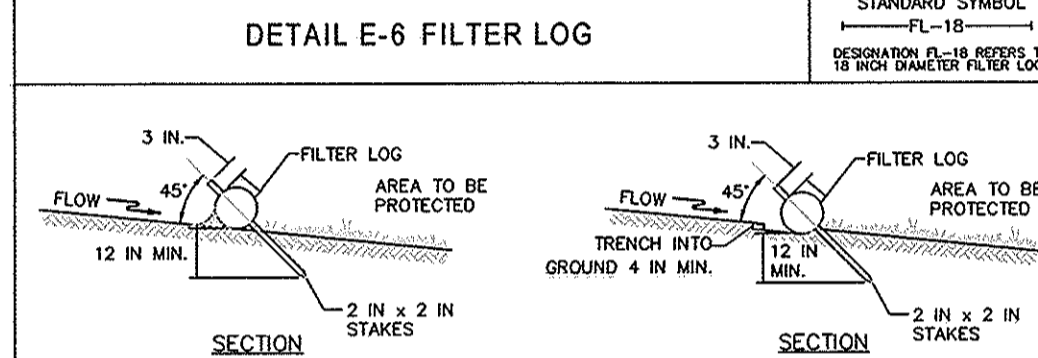 DETAIL E-6 FILTER LOG
STANDARD SYMBOL
FL-18
DESIGNATION FL-18 REFERS T
18 INCH DIAMETER FILTER LOG
3 IN.
FILTER LOG
45°
AREA TO BE
PROTECTED
FLOW
12 IN MIN.
2 IN x 2 IN
STAKES
SECTION
3 IN.
FILTER LOG
45°
AREA TO BE
PROTECTED
FLOW
TRENCH INTO
GROUND 4 IN MIN.
12 IN
MIN.
2 IN x 2 IN
STAKES
SECTION